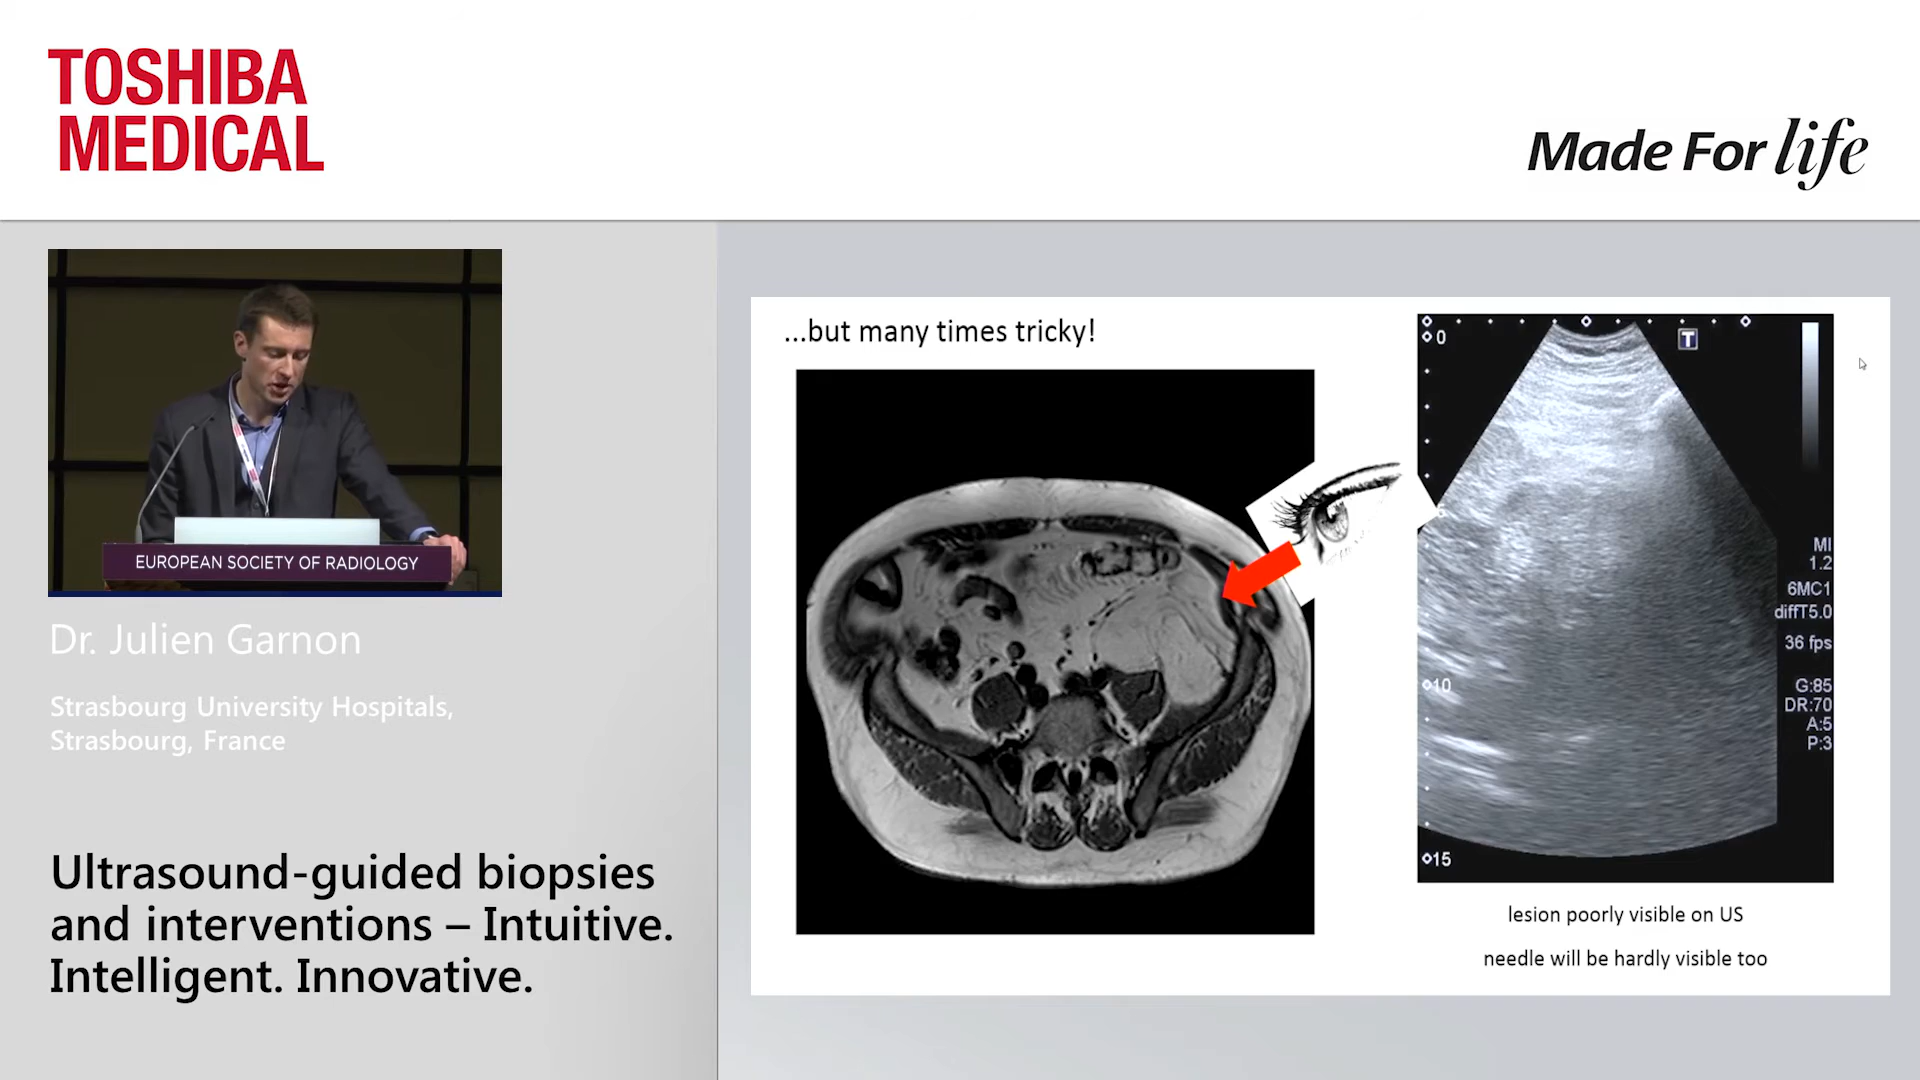 TOSHIBA
MEDICAL
Made For life
EUROPEAN SOCIETY OF RADIOLOGY
Dr. Julien Garnon
Strasbourg University Hospitals,
Strasbourg, France
Ultrasound-guided biopsies
and interventions – Intuitive.
Intelligent. Innovative.
...but many times tricky!
0
T
MI
1.2
6MC1
diffT5.0
36 fps
10
G:85
DR:70
A:5
P:3
15
lesion poorly visible on US
needle will be hardly visible too